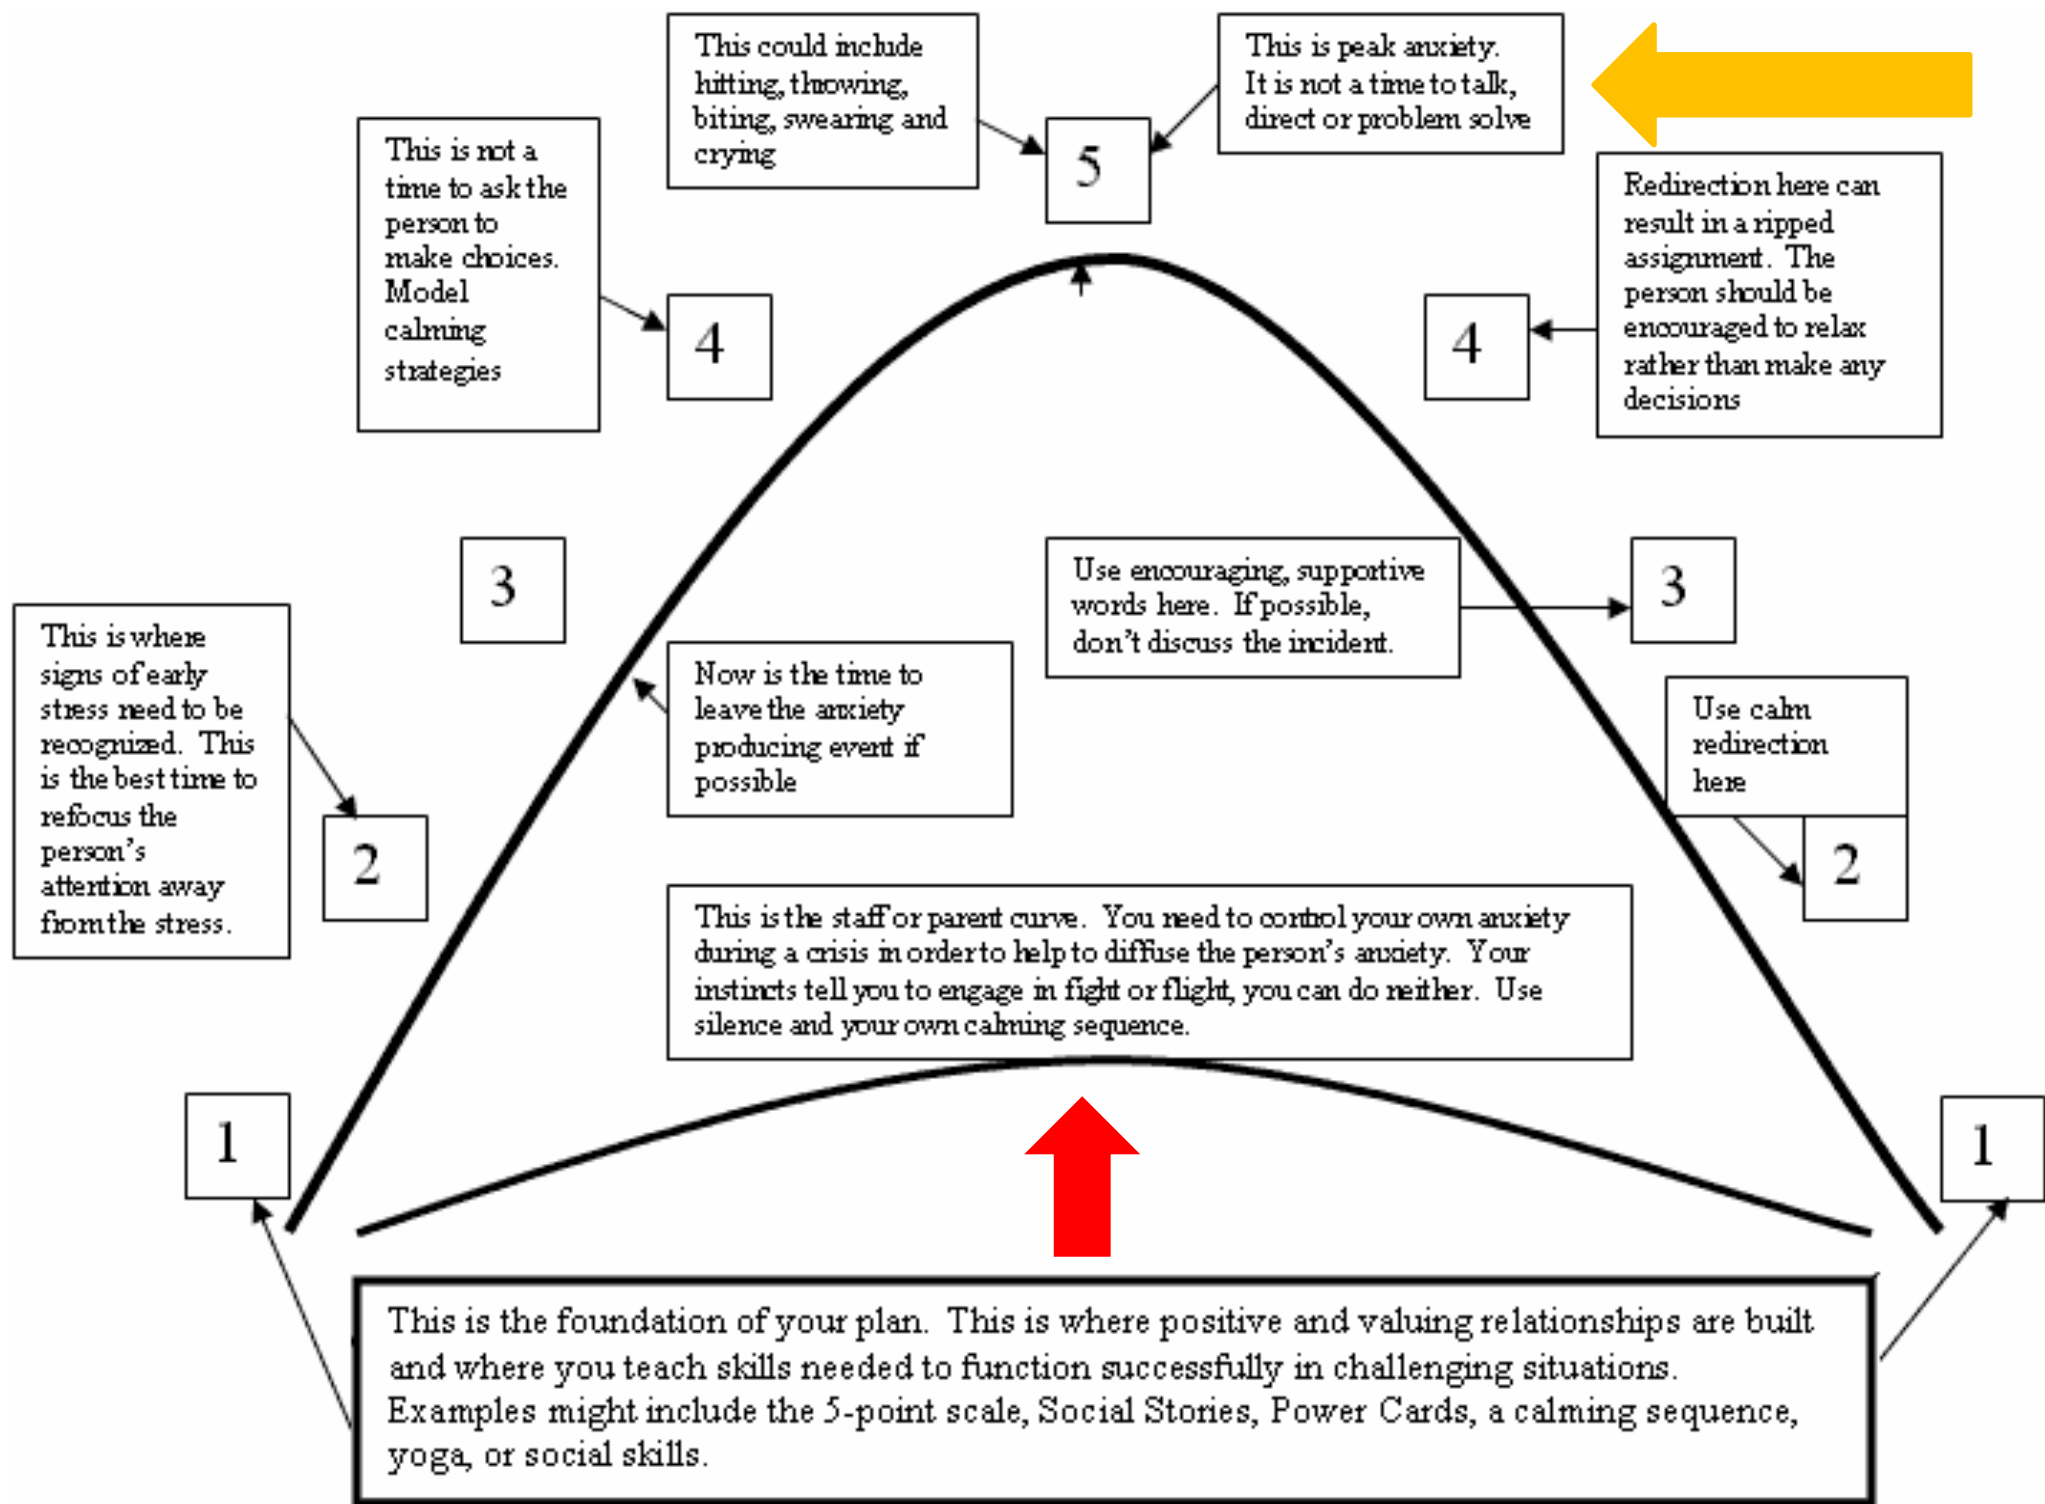 This could include
hitting, throwing,
biting, swearing and
crying
This is peak anxiety.
It is not a time to talk,
direct or problem solve
5
This is not a
time to ask the
person to
make choices.
Model
calming
strategies
4
4
Redirection here can
result in a ripped
assignment. The
person should be
encouraged to relax
rather than make any
decisions
3
Use encouraging, supportive
words here. If possible,
don't discuss the incident.
3
This is where
signs of early
stress need to be
recognized. This
is the best time to
refocus the
person's
attention away
from the stress.
Now is the time to
leave the anxiety
producing event if
possible
Use calm
redirection
here
2
2
This is the staff or parent curve. You need to control your own anxiety
during a crisis in order to help to diffuse the person's anxiety. Your
instincts tell you to engage in fight or flight, you can do neither. Use
silence and your own calming sequence.
1
1
This is the foundation of your plan. This is where positive and valuing relationships are built
and where you teach skills needed to function successfully in challenging situations.
Examples might include the 5-point scale, Social Stories, Power Cards, a calming sequence,
yoga, or social skills.